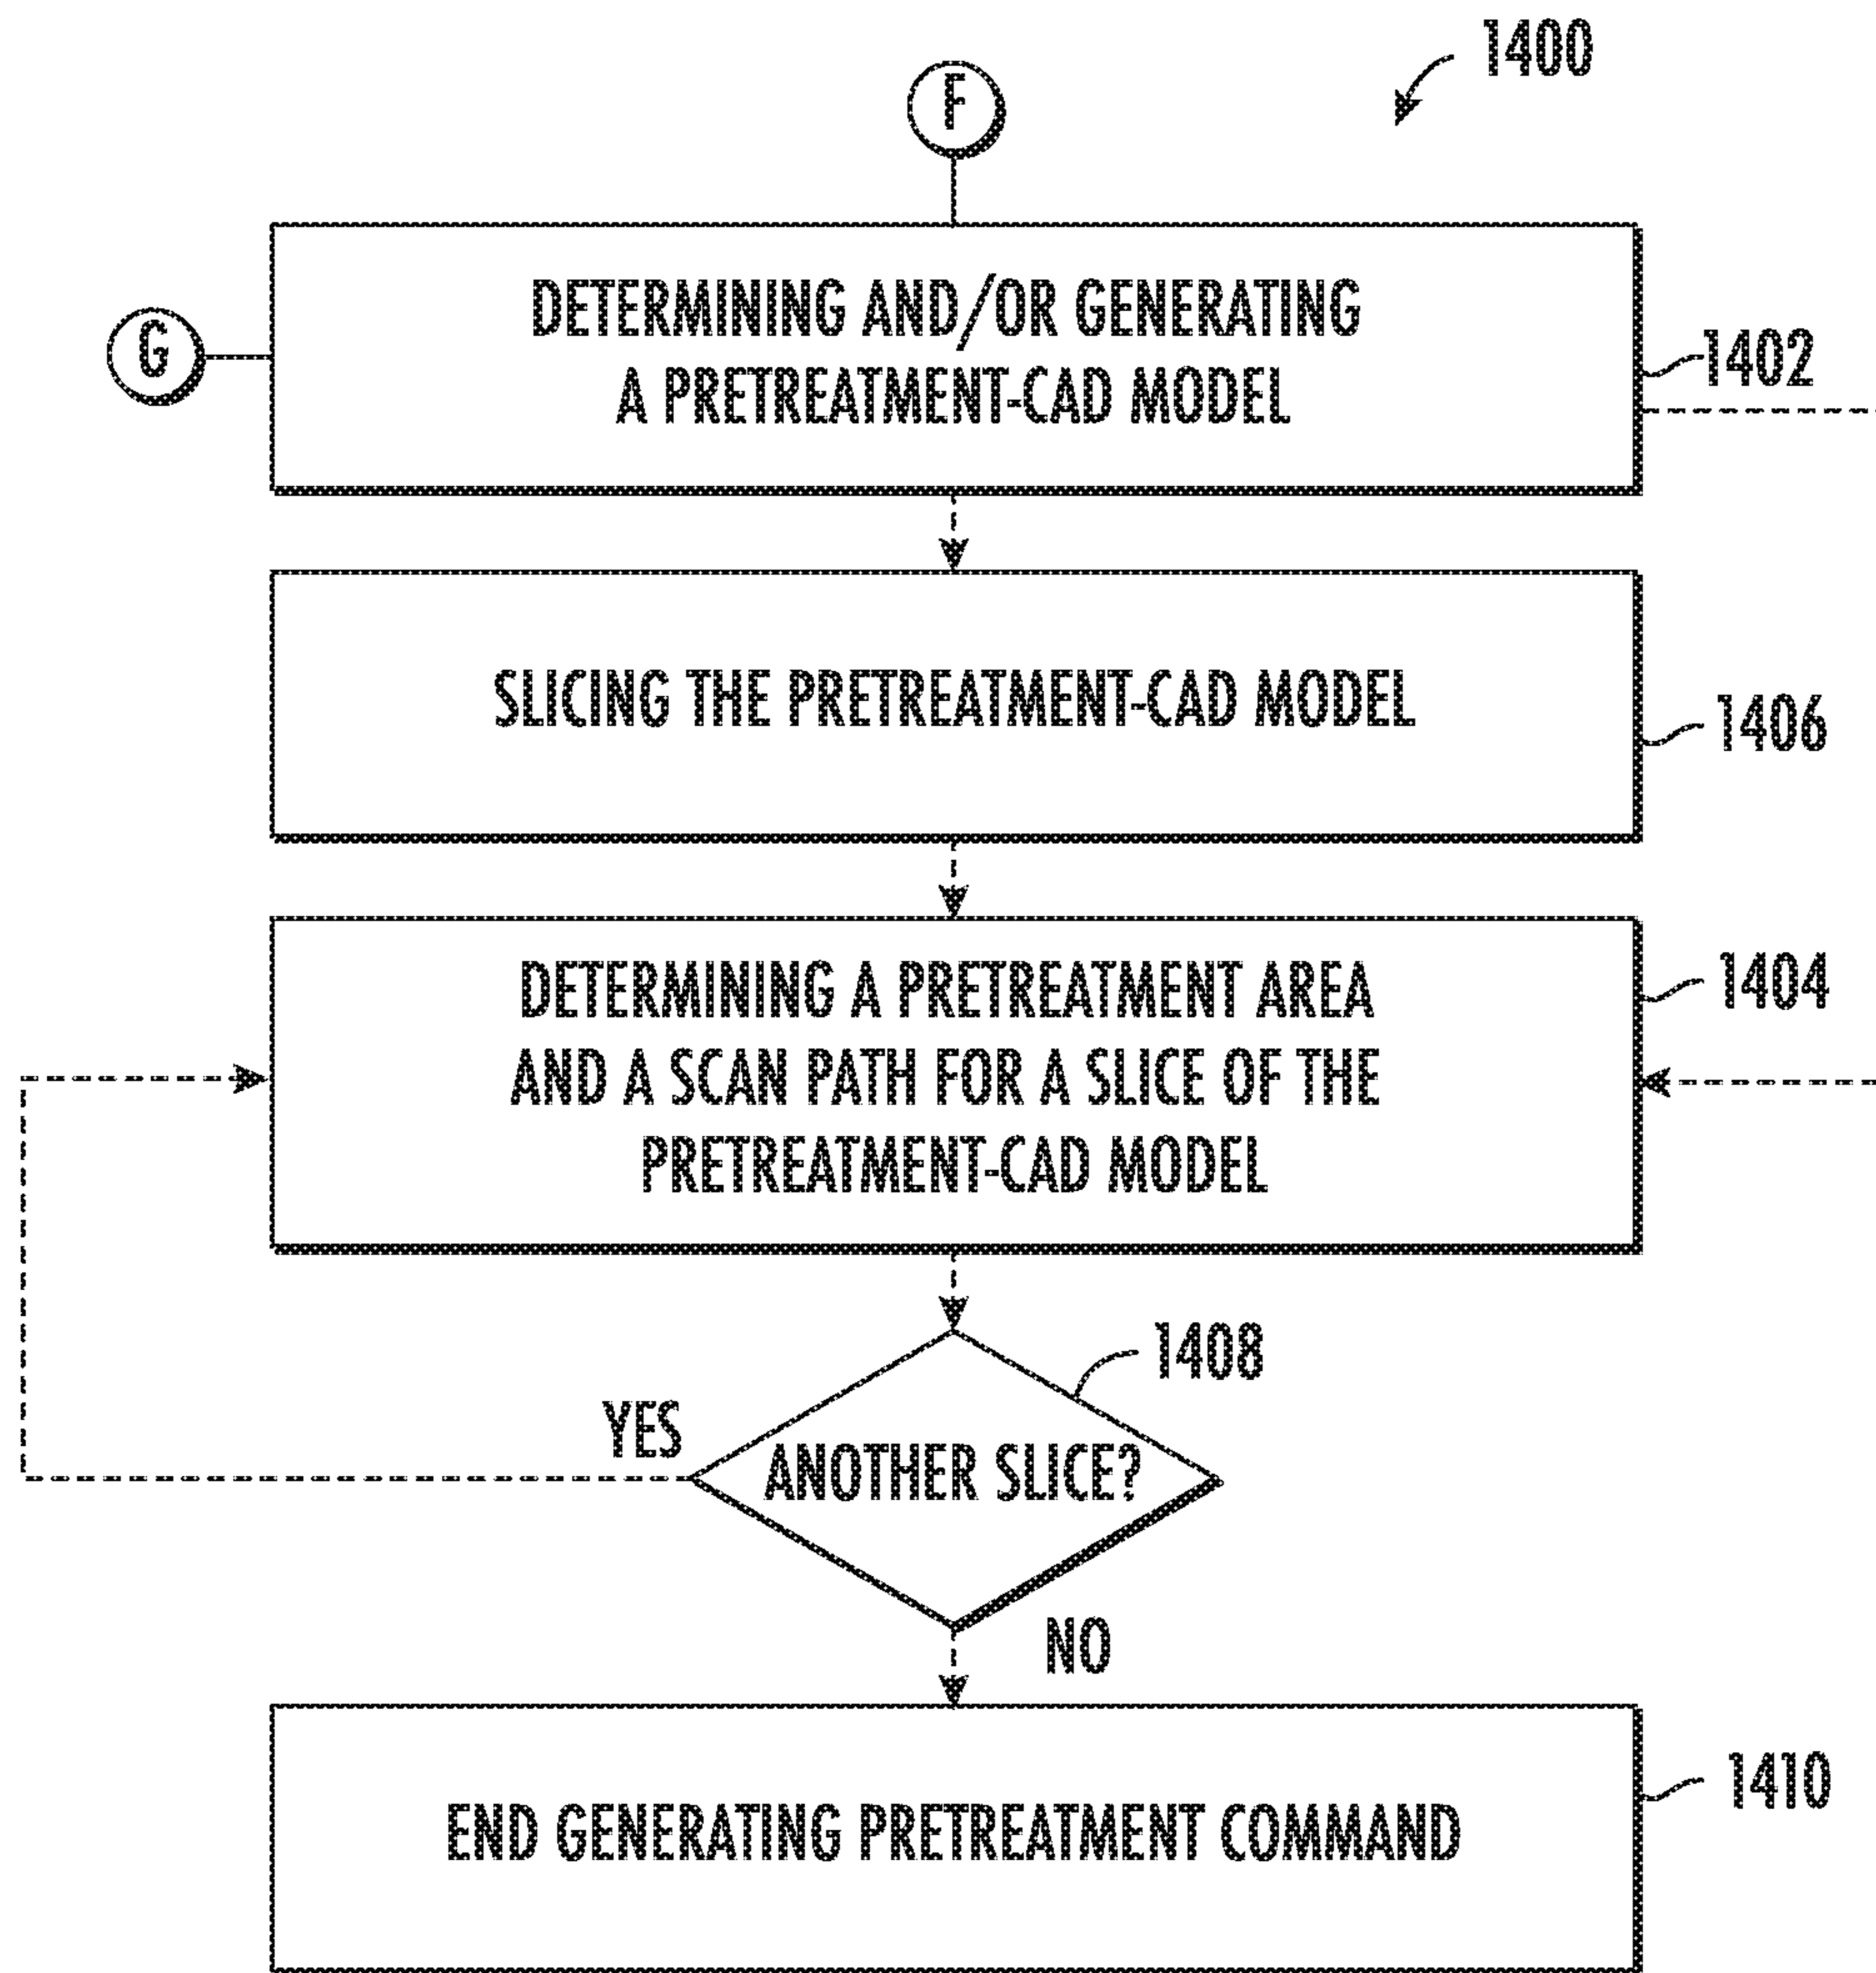 1400
F
DETERMINING AND/OR GENERATING
A PRETREATMENT-CAD MODEL
G
1402
SLICING THE PRETREATMENT-CAD MODEL
1406
DETERMINING A PRETREATMENT AREA
AND A SCAN PATH FOR A SLICE OF THE
PRETREATMENT-CAD MODEL
1404
1408
YES
ANOTHER SLICE?
NO
END GENERATING PRETREATMENT COMMAND
1410